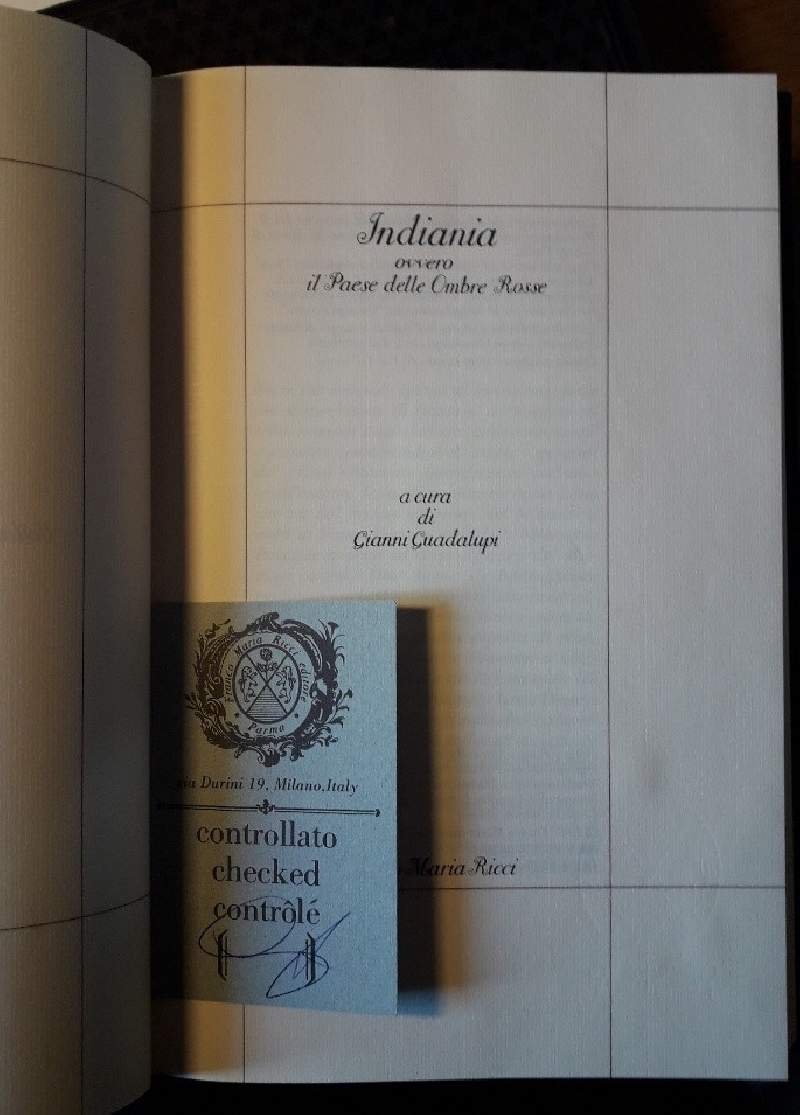 Indiania
ovvero
il Paese delle Ombre Rosse
a cura
di
Gianni Guadalupi
Maria Ricci
Franco Maria Ricci editore
Parma
via Durini 19, Milano, Italy
controllato
checked
contrôlé